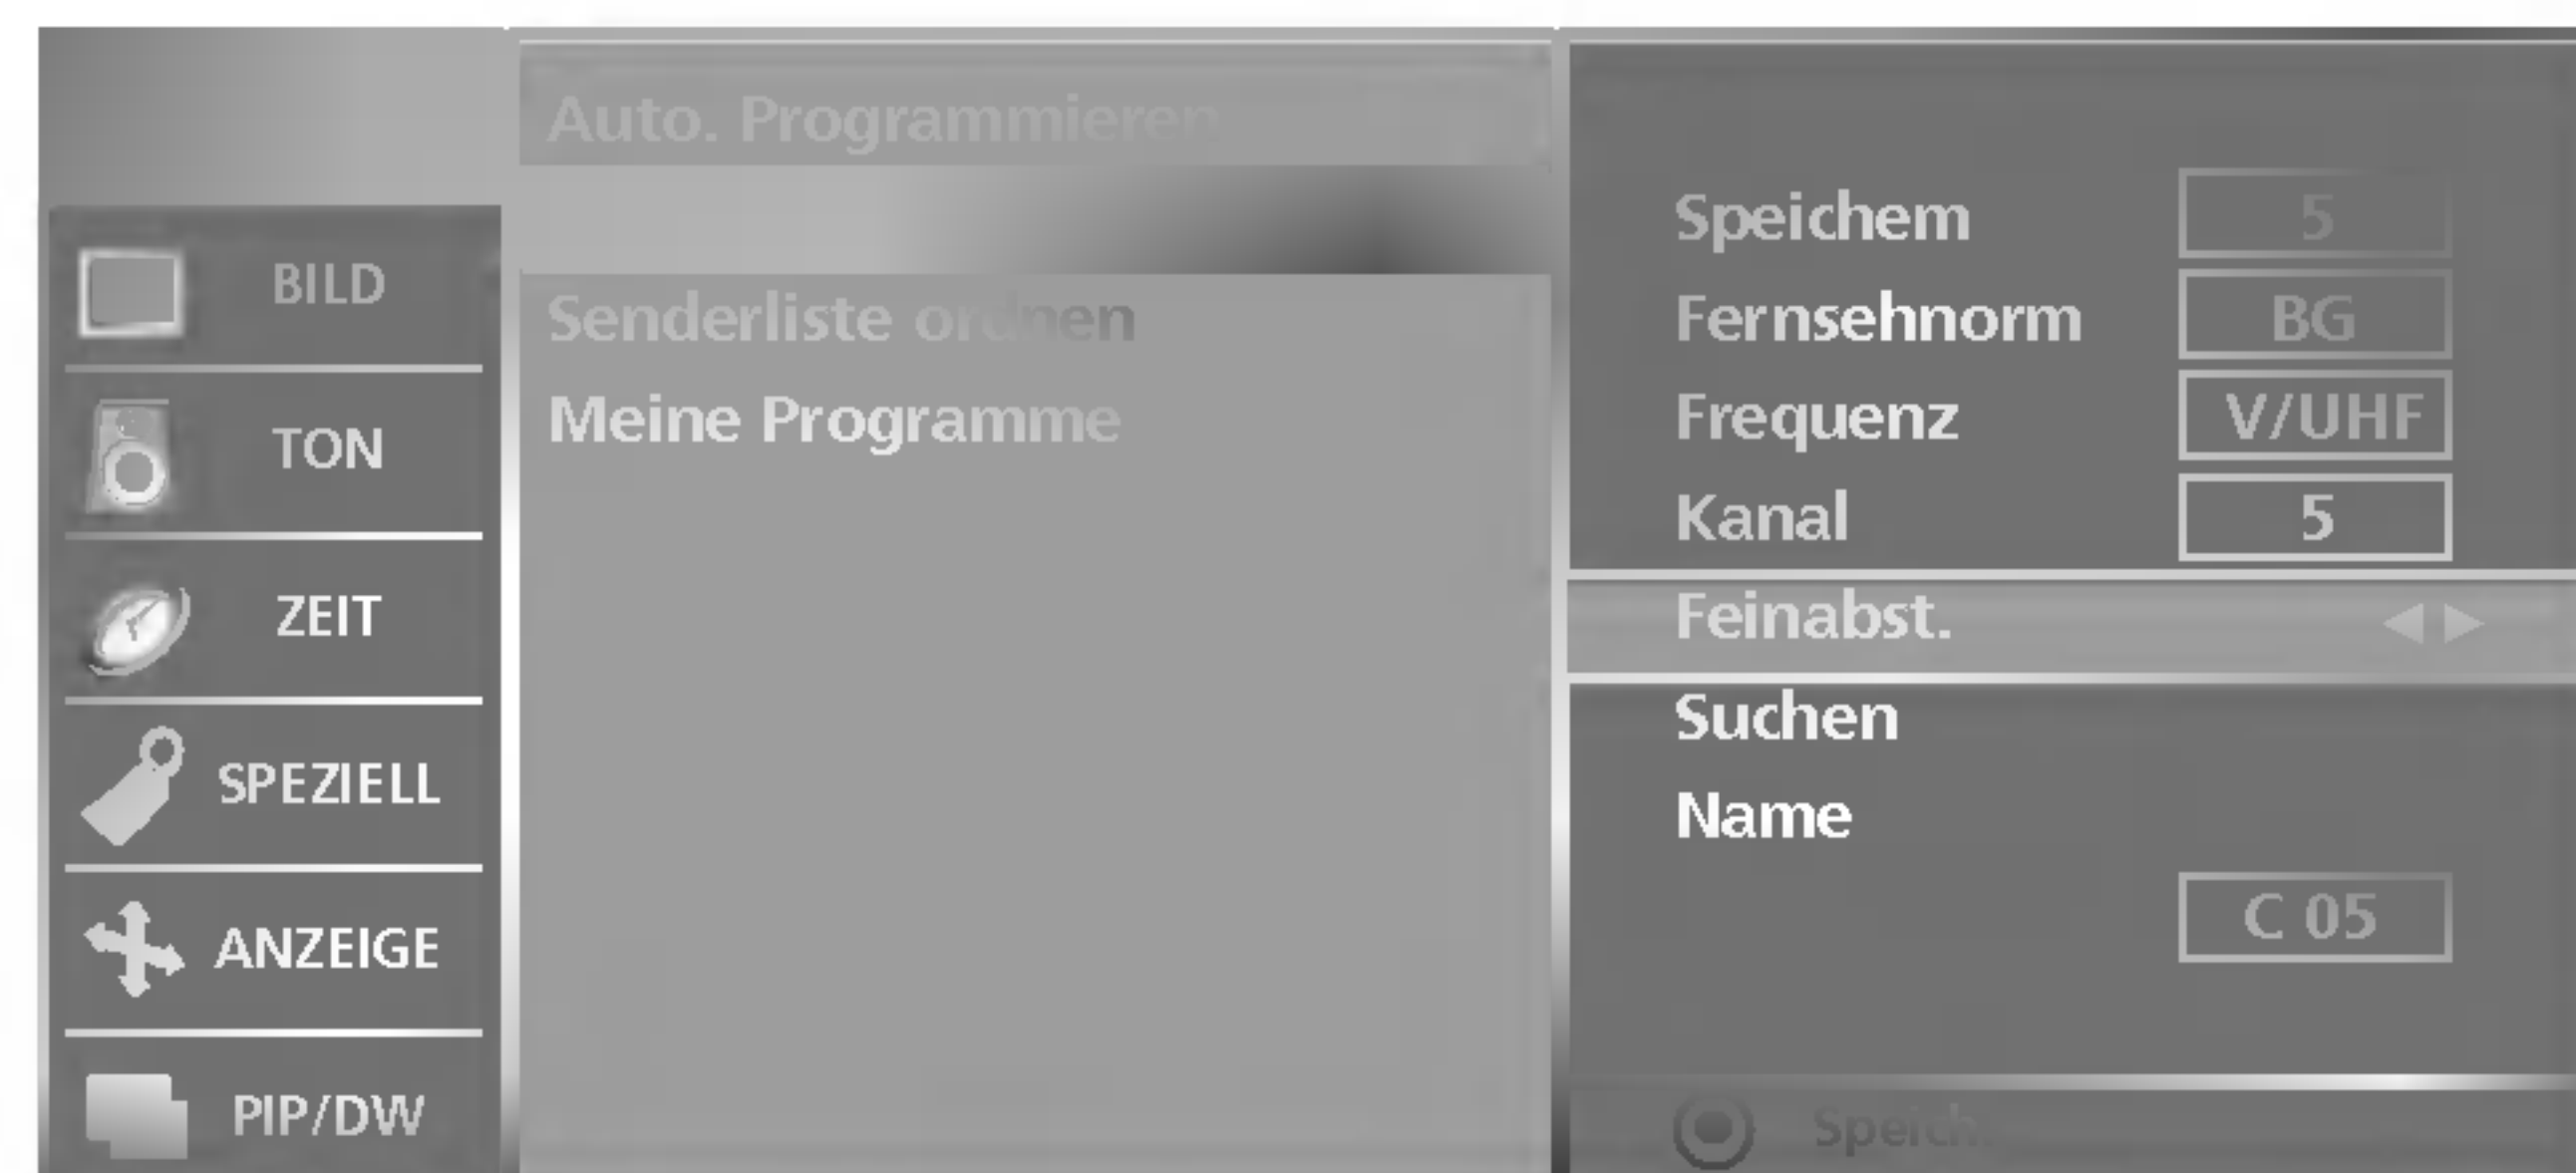 BILD
TON
ZEIT
SPEZIELL
ANZEIGE
PIP/DW
Auto. Programmieren
Senderliste ordnen
Meine Programme
Speichem 5
Fernsehnorm BG
Frequenz V/UHF
Kanal 5
Feinabst.
Suchen
Name
C 05
Speich.